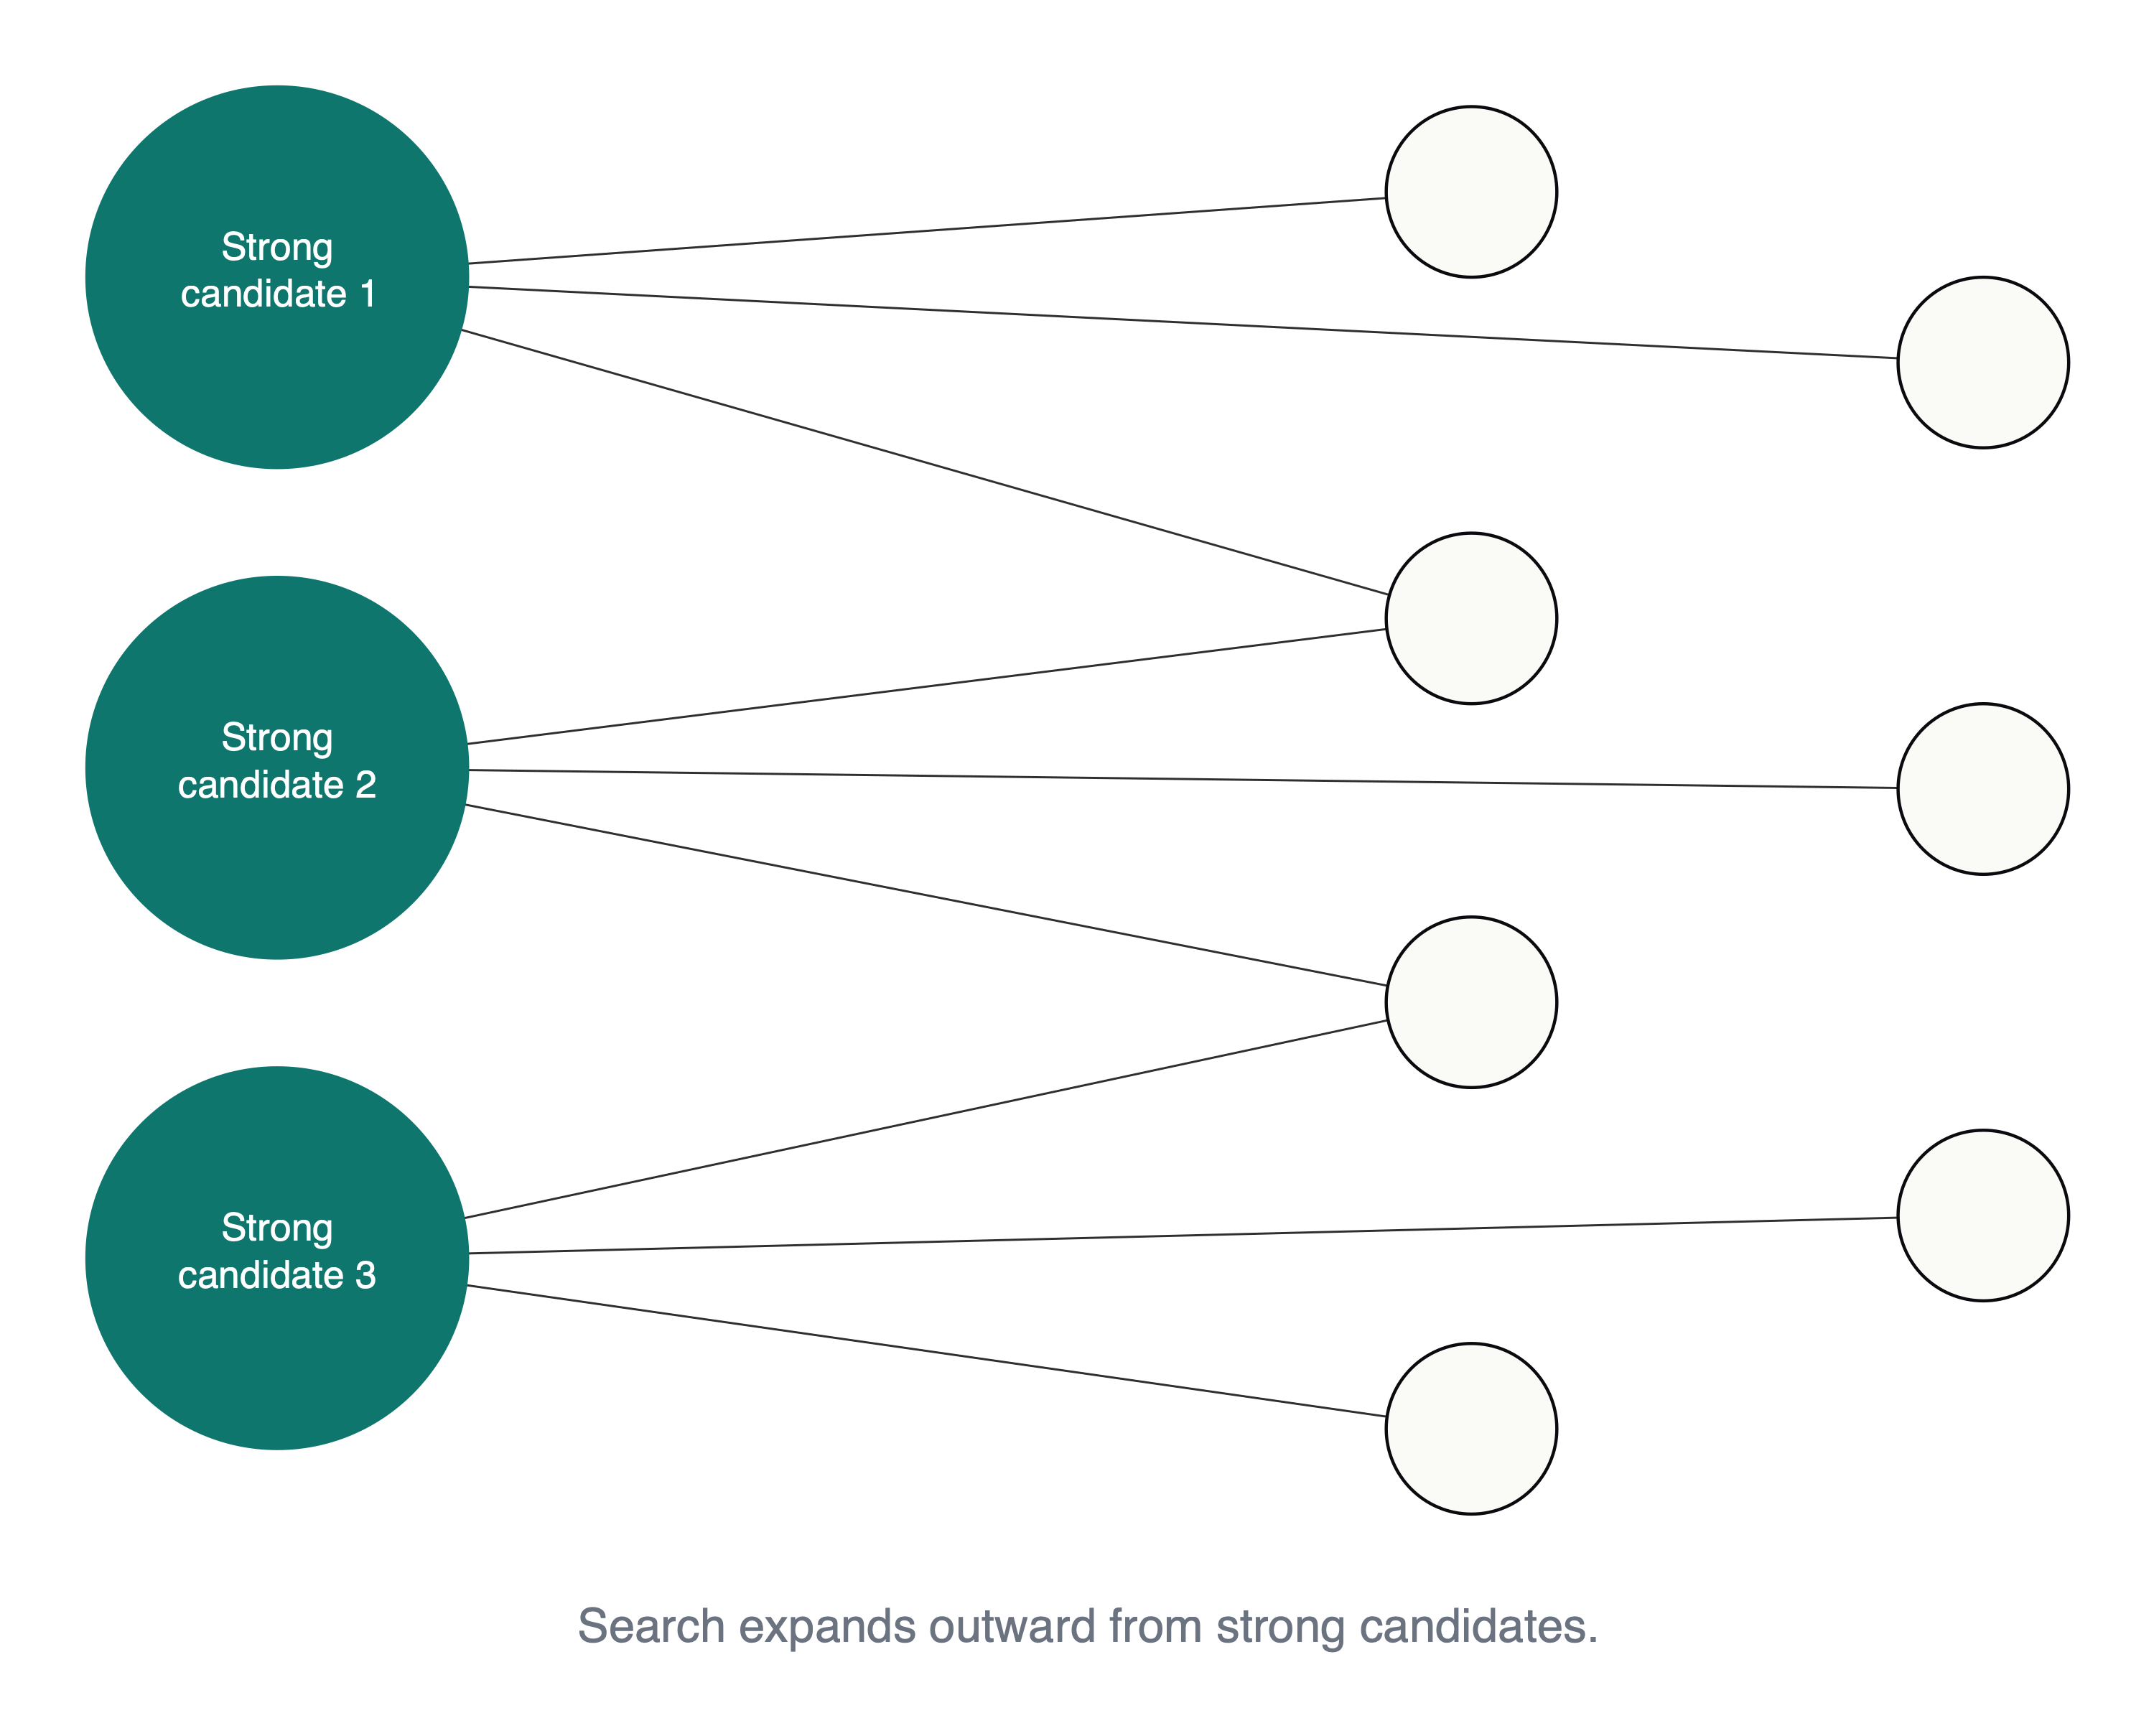 Strong
candidate 1
Strong
candidate 2
Strong
candidate 3
Search expands outward from strong candidates.